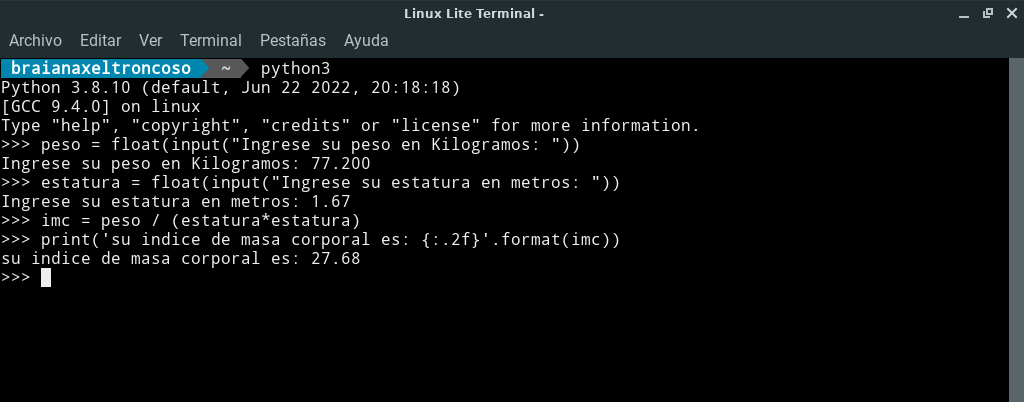 Linux Lite Terminal -
Archivo Editar Ver Terminal Pestañas Ayuda
braianaxeltroncoso ~ python3
Python 3.8.10 (default, Jun 22 2022, 20:18:18)
[GCC 9.4.0] on linux
Type "help", "copyright", "credits" or "license" for more information.
>>> peso = float(input("Ingrese su peso en Kilogramos: "))
Ingrese su peso en Kilogramos: 77.200
>>> estatura = float(input("Ingrese su estatura en metros: "))
Ingrese su estatura en metros: 1.67
>>> imc = peso / (estatura*estatura)
>>> print('su indice de masa corporal es: {:.2f}'.format(imc))
su indice de masa corporal es: 27.68
>>>